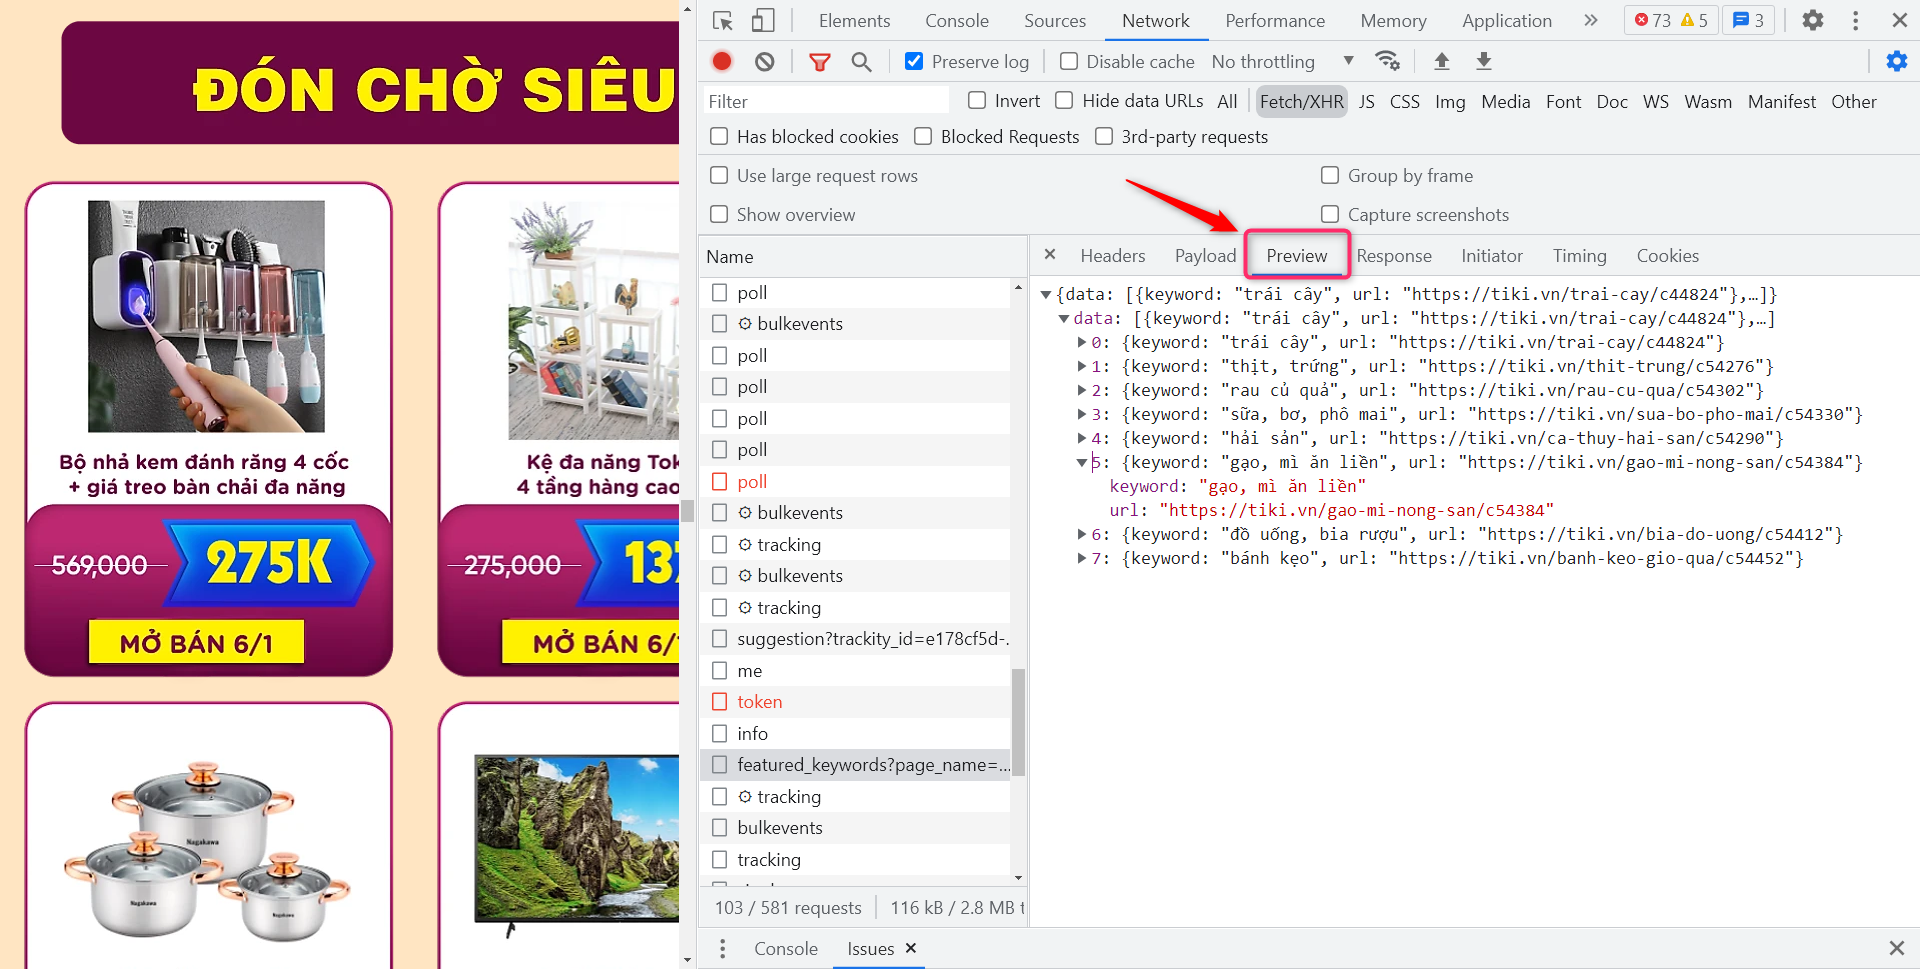 ĐÓN CHỜ SIÊU
Bộ nhả kem đánh răng 4 cốc
+ giá treo bàn chải đa năng
569,000
275K
MỞ BÁN 6/1
Kệ đa năng Tok
4 tầng hàng cao
275,000
137
MỞ BÁN 6/1
Nagakawa
Nagakawa
Nagakawa
Elements Console Sources Network Performance Memory Application » 73 5 3
Preserve log Disable cache No throttling
Filter Invert Hide data URLs All Fetch/XHR JS CSS Img Media Font Doc WS Wasm Manifest Other
Has blocked cookies Blocked Requests 3rd-party requests
Use large request rows Group by frame
Show overview Capture screenshots
Name
poll
bulkevents
poll
poll
poll
poll
poll
bulkevents
tracking
bulkevents
tracking
suggestion?trackity_id=e178cf5d-..
me
token
info
featured_keywords?page_name=...
tracking
bulkevents
tracking
103 / 581 requests 116 kB / 2.8 MB t
Headers Payload Preview Response Initiator Timing Cookies
{data: [{keyword: "trái cây", url: "https://tiki.vn/trai-cay/c44824"},…]}
data: [{keyword: "trái cây", url: "https://tiki.vn/trai-cay/c44824"},…]
0: {keyword: "trái cây", url: "https://tiki.vn/trai-cay/c44824"}
1: {keyword: "thịt, trứng", url: "https://tiki.vn/thit-trung/c54276"}
2: {keyword: "rau củ quả", url: "https://tiki.vn/rau-cu-qua/c54302"}
3: {keyword: "sữa, bơ, phô mai", url: "https://tiki.vn/sua-bo-pho-mai/c54330"}
4: {keyword: "hải sản", url: "https://tiki.vn/ca-thuy-hai-san/c54290"}
5: {keyword: "gạo, mì ăn liền", url: "https://tiki.vn/gao-mi-nong-san/c54384"}
keyword: "gạo, mì ăn liền"
url: "https://tiki.vn/gao-mi-nong-san/c54384"
6: {keyword: "đồ uống, bia rượu", url: "https://tiki.vn/bia-do-uong/c54412"}
7: {keyword: "bánh kẹo", url: "https://tiki.vn/banh-keo-gio-qua/c54452"}
Console Issues